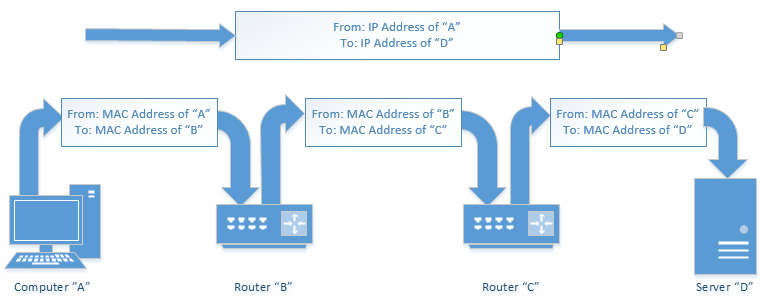 From: IP Address of “A”
To: IP Address of “D”
From: MAC Address of “A”
To: MAC Address of “B”
From: MAC Address of “B”
To: MAC Address of “C”
From: MAC Address of “C”
To: MAC Address of “D”
Computer ”A”
Router “B”
Router “C”
Server “D”